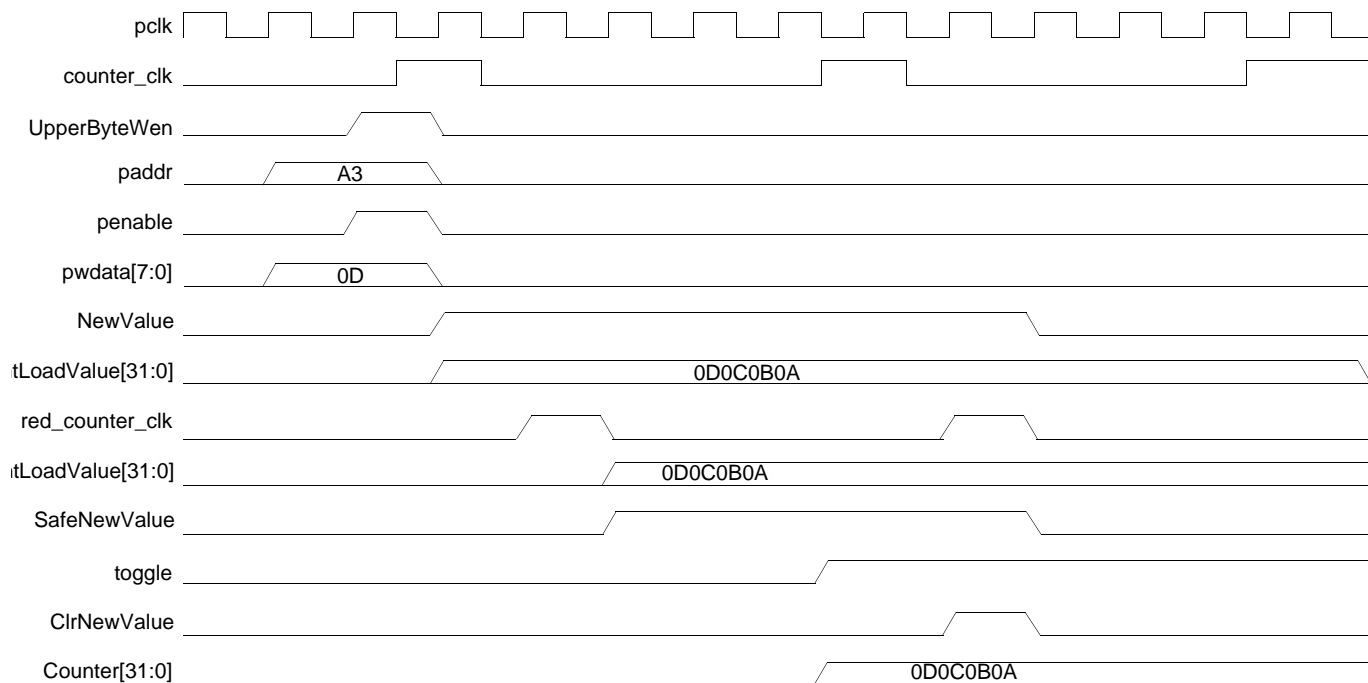 pclk
counter_clk
UpperByteWen
paddr
A3
penable
pwdata[7:0]
0D
NewValue
tLoadValue[31:0]
0D0C0B0A
red_counter_clk
tLoadValue[31:0]
0D0C0B0A
SafeNewValue
toggle
ClrNewValue
Counter[31:0]
0D0C0B0A